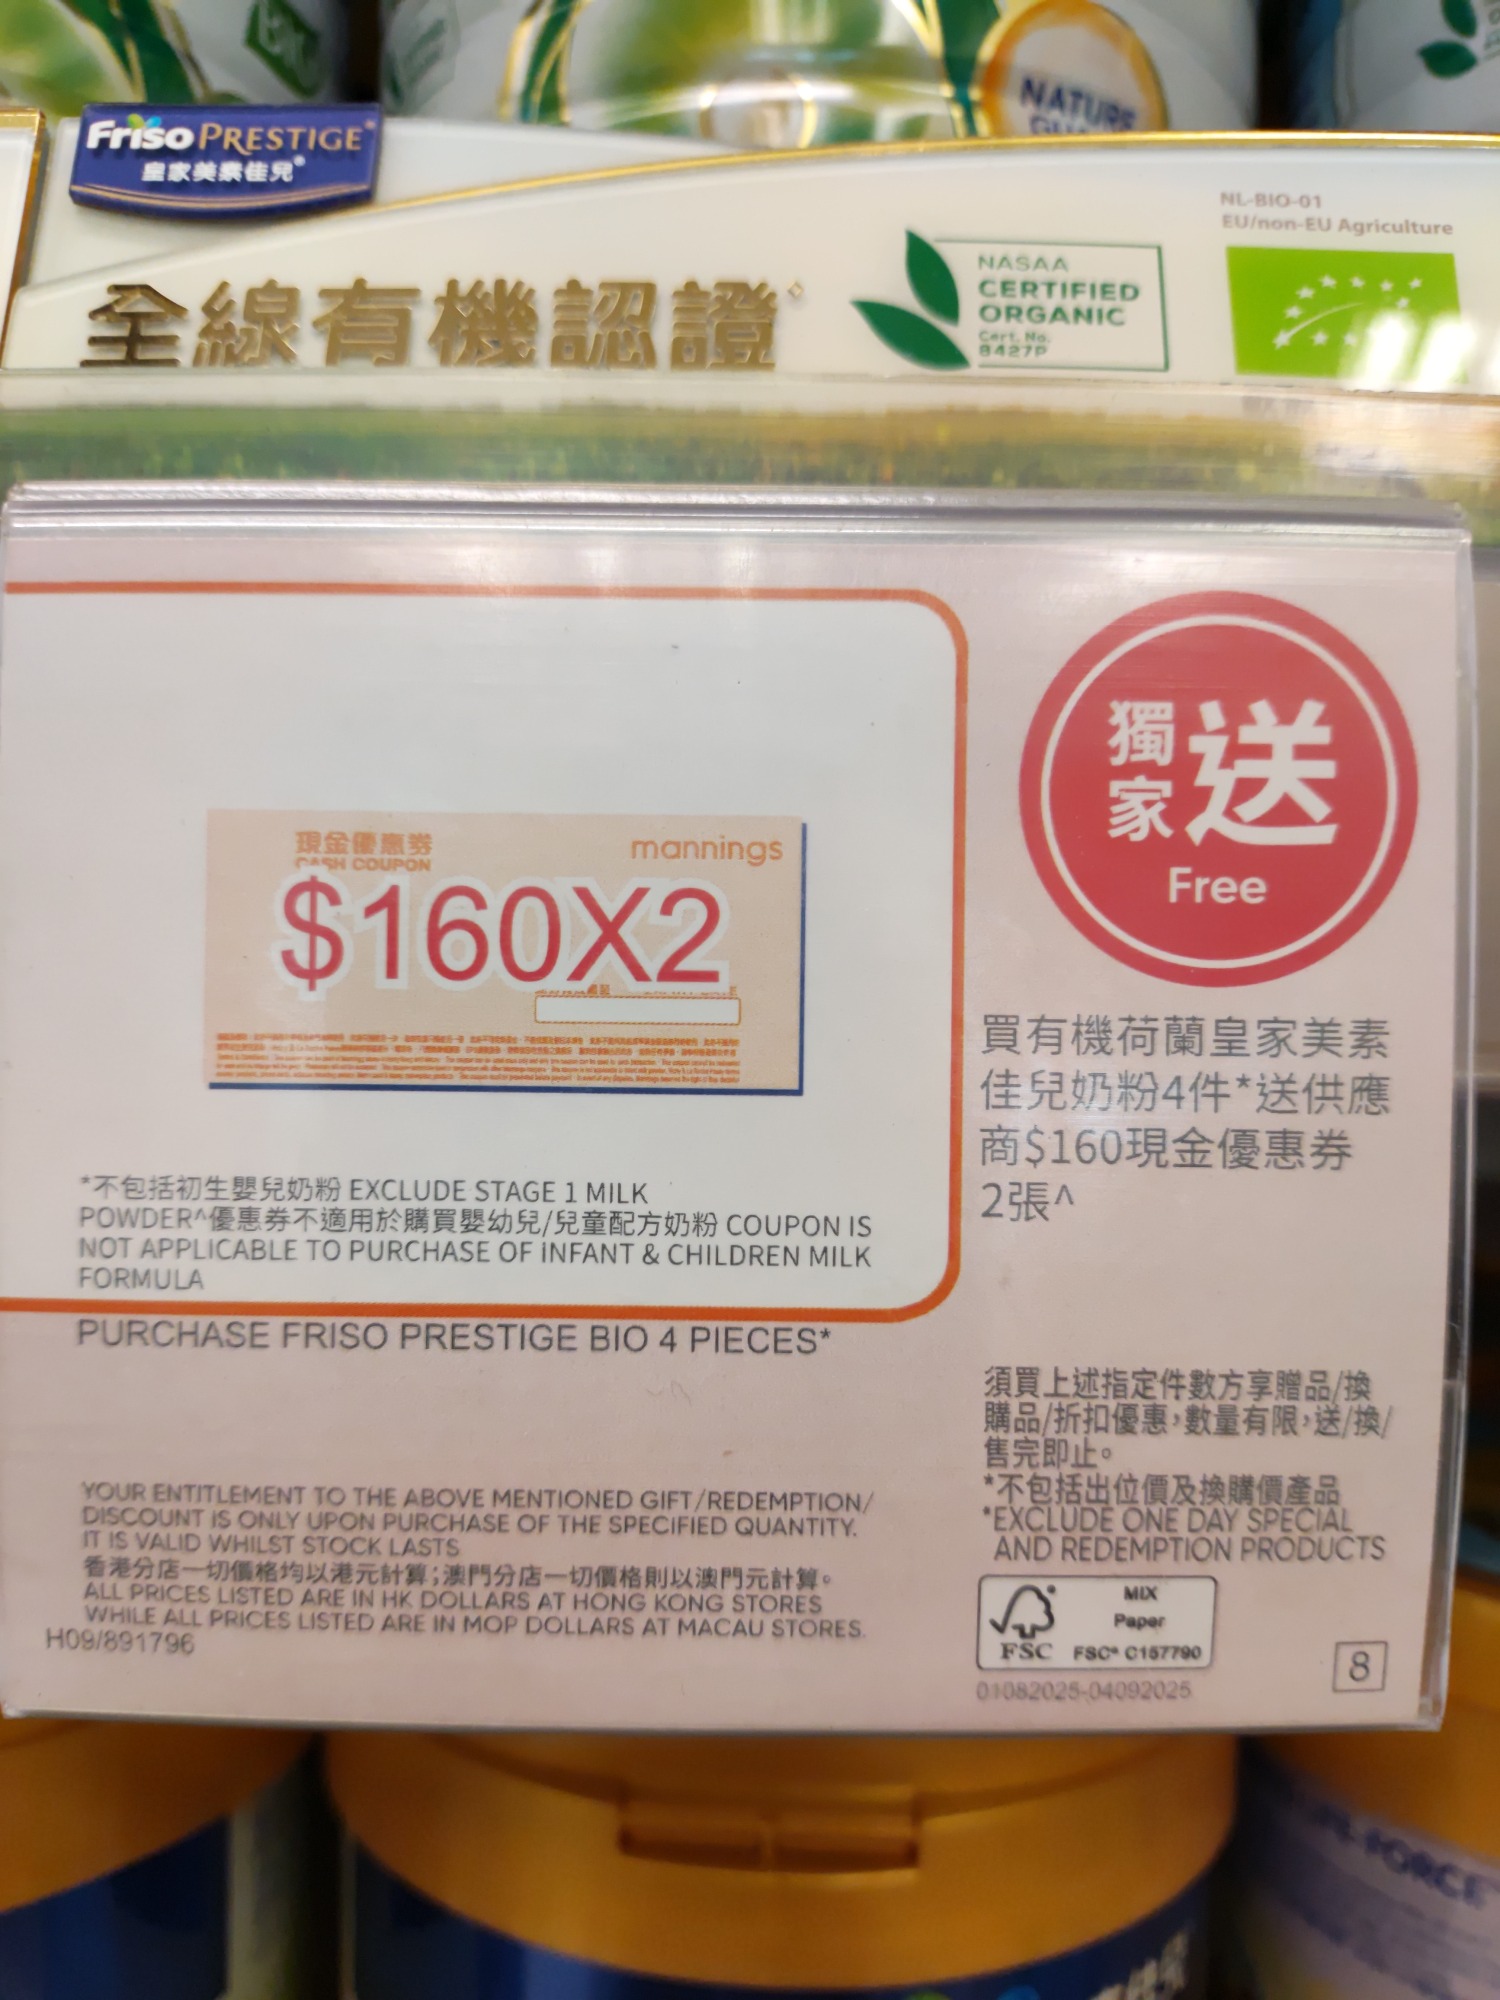 NATURE
Friso PRESTIGE®
皇家美素佳兒®
全線有機認證
NASAA
CERTIFIED
ORGANIC
Cert. No.
8427P
NL-BIO-01
EU/non-EU Agriculture
現金優惠券
CASH COUPON
mannings
$160X2
*不包括初生嬰兒奶粉 EXCLUDE STAGE 1 MILK
POWDER^優惠券不適用於購買嬰幼兒/兒童配方奶粉 COUPON IS
NOT APPLICABLE TO PURCHASE OF INFANT & CHILDREN MILK
FORMULA
PURCHASE FRISO PRESTIGE BIO 4 PIECES*
YOUR ENTITLEMENT TO THE ABOVE MENTIONED GIFT/REDEMPTION/
DISCOUNT IS ONLY UPON PURCHASE OF THE SPECIFIED QUANTITY.
IT IS VALID WHILST STOCK LASTS
香港分店一切價格均以港元計算;澳門分店一切價格則以澳門元計算。
ALL PRICES LISTED ARE IN HK DOLLARS AT HONG KONG STORES
WHILE ALL PRICES LISTED ARE IN MOP DOLLARS AT MACAU STORES.
H09/891796
獨家送
Free
買有機荷蘭皇家美素
佳兒奶粉4件*送供應
商$160現金優惠券
2張^
須買上述指定件數方享贈品/換
購品/折扣優惠,數量有限,送/換/
售完即止。
*不包括出位價及換購價產品
*EXCLUDE ONE DAY SPECIAL
AND REDEMPTION PRODUCTS
FSC
MIX
Paper
FSC® C157790
01082025-04092025
8